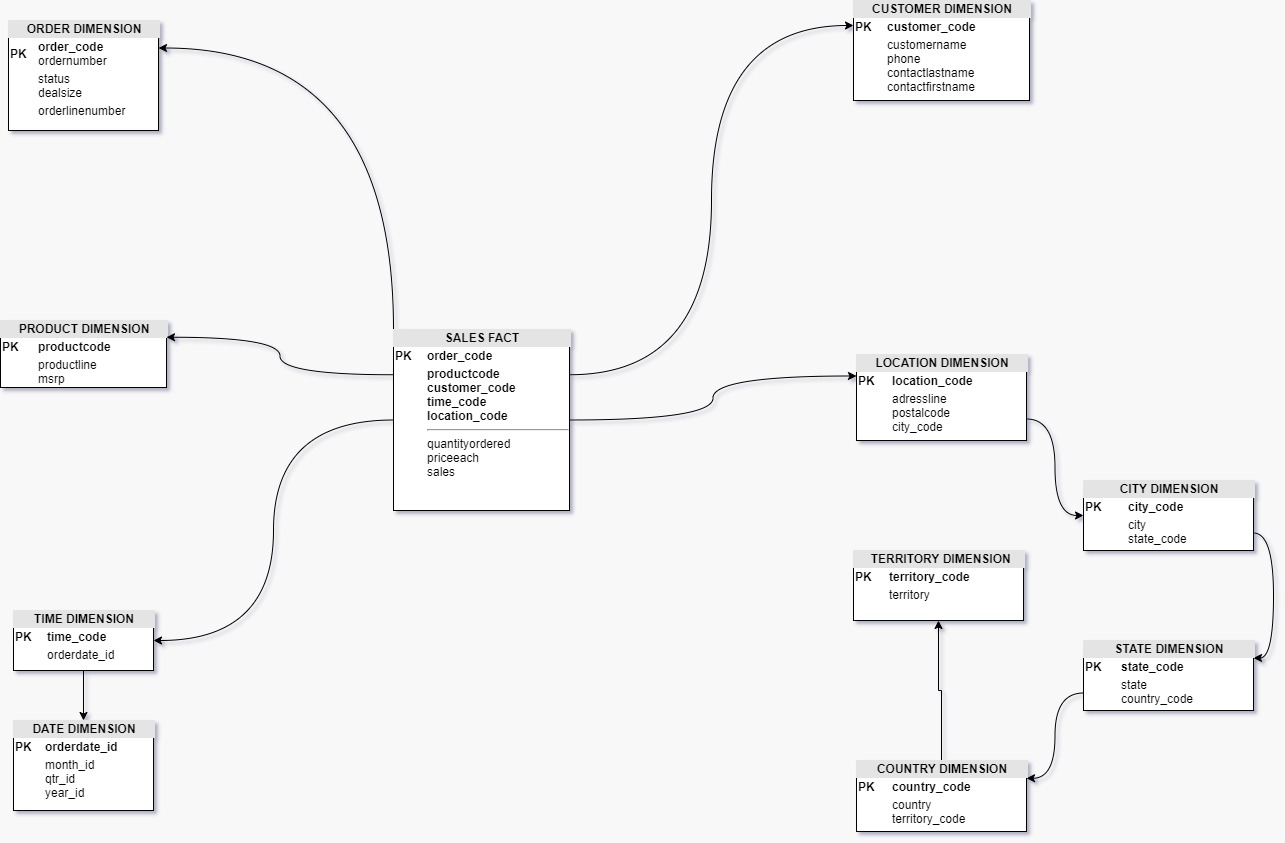 ORDER DIMENSION
PK order_code
ordernumber
status
dealsize
orderlinenumber
CUSTOMER DIMENSION
PK customer_code
customername
phone
contactlastname
contactfirstname
PRODUCT DIMENSION
PK productcode
productline
msrp
SALES FACT
PK order_code
productcode
customer_code
time_code
location_code
quantityordered
priceeach
sales
LOCATION DIMENSION
PK location_code
adressline
postalcode
city_code
CITY DIMENSION
PK city_code
city
state_code
TERRITORY DIMENSION
PK territory_code
territory
TIME DIMENSION
PK time_code
orderdate_id
STATE DIMENSION
PK state_code
state
country_code
DATE DIMENSION
PK orderdate_id
month_id
qtr_id
year_id
COUNTRY DIMENSION
PK country_code
country
territory_code